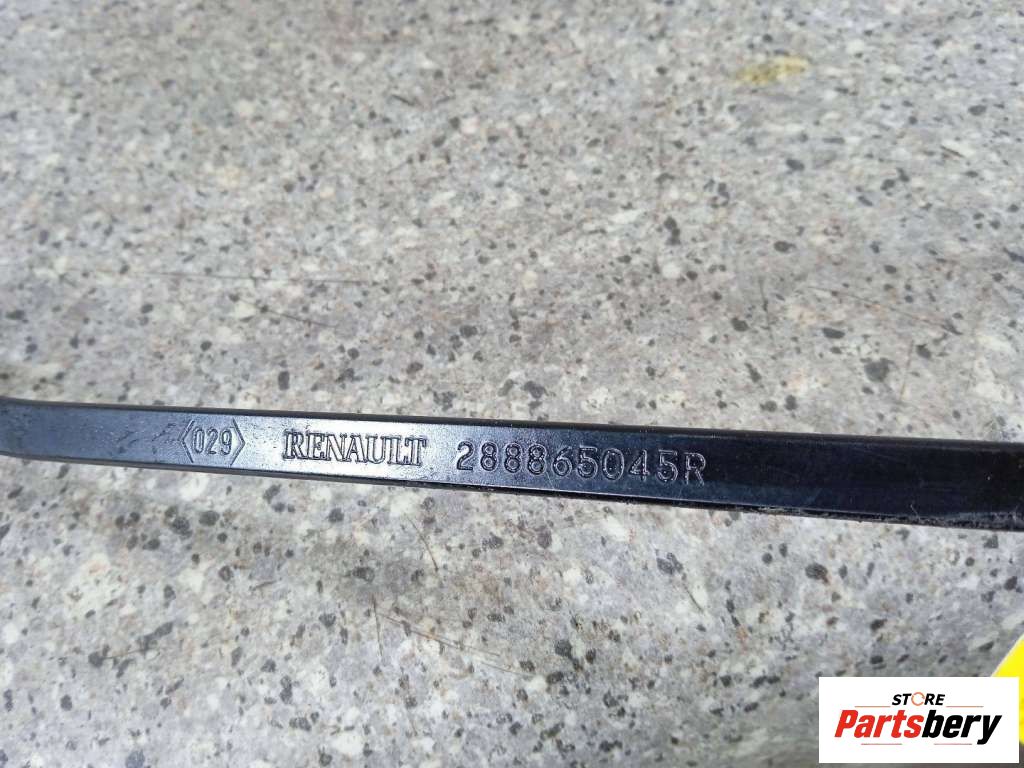 <029> RENAULT 288865045R
STORE
Partsbery